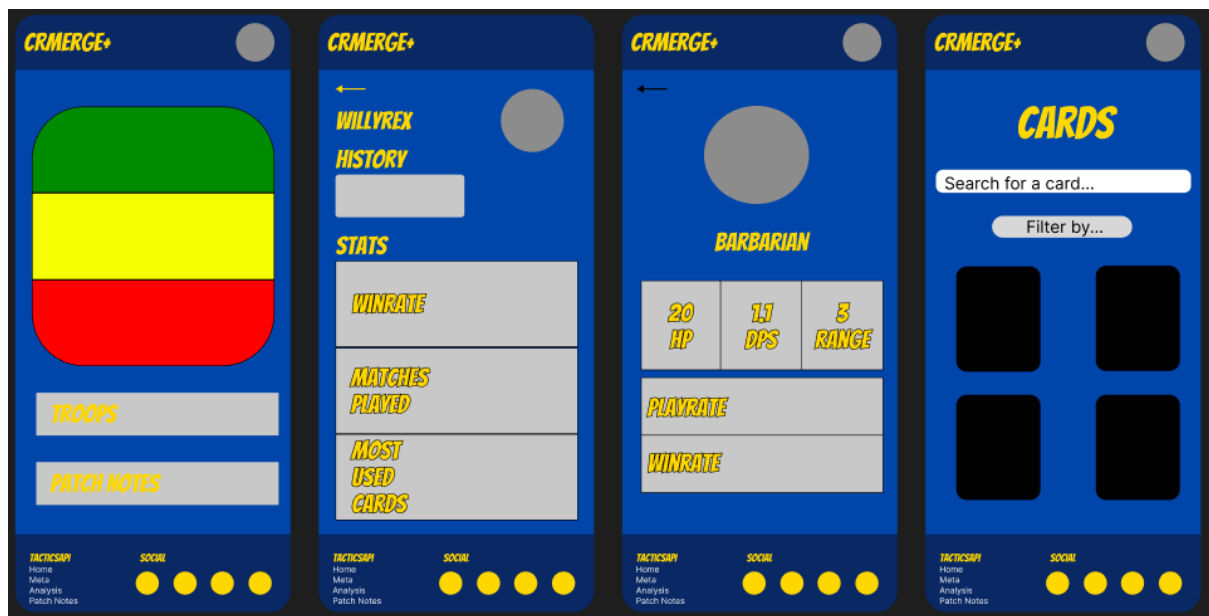 CRMERGE+
TROOPS
PATCH NOTES
TACTICSAPI
Home
Meta
Analysis
Patch Notes
SOCIAL
CRMERGE+
WILLYREX
HISTORY
STATS
WINRATE
MATCHES
PLAYED
MOST
USED
CARDS
TACTICSAPI
Home
Meta
Analysis
Patch Notes
SOCIAL
CRMERGE+
BARBARIAN
20
HP
1.1
DPS
3
RANGE
PLAYRATE
WINRATE
TACTICSAPI
Home
Meta
Analysis
Patch Notes
SOCIAL
CRMERGE+
CARDS
Search for a card...
Filter by...
TACTICSAPI
Home
Meta
Analysis
Patch Notes
SOCIAL